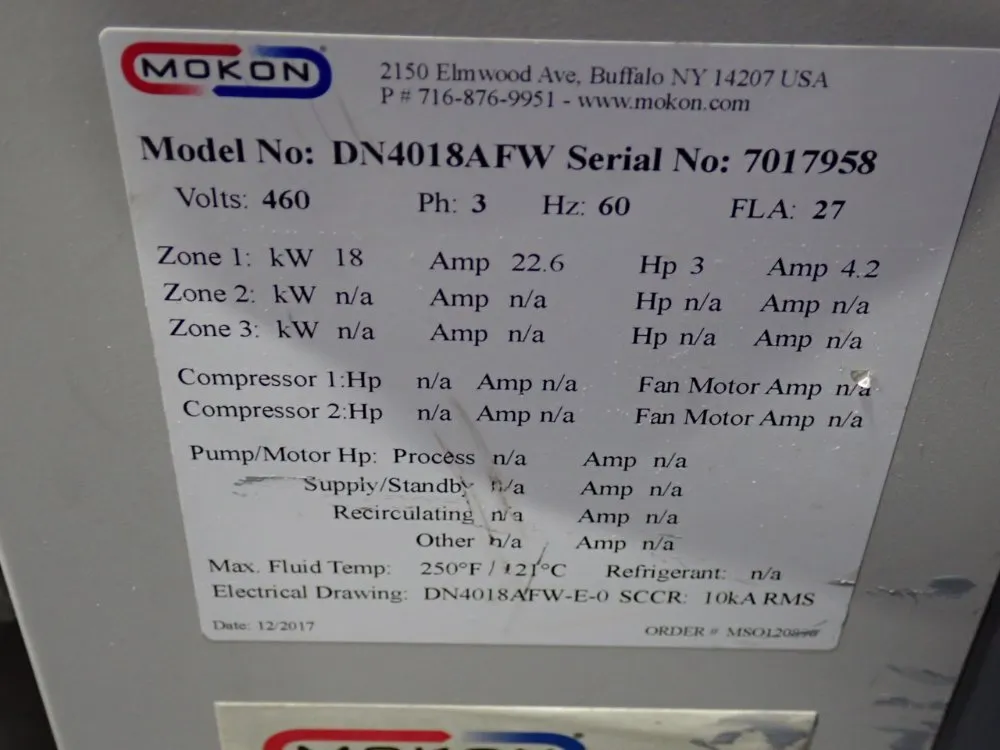 MOKON
2150 Elmwood Ave, Buffalo NY 14207 USA
P # 716-876-9951 - www.mokon.com
Model No: DN4018AFW Serial No: 7017958
Volts: 460 Ph: 3 Hz: 60 FLA: 27
Zone 1: kW 18 Amp 22.6 Hp 3 Amp 4.2
Zone 2: kW n/a Amp n/a Hp n/a Amp n/a
Zone 3: kW n/a Amp n/a Hp n/a Amp n/a
Compressor 1:Hp n/a Amp n/a Fan Motor Amp n/a
Compressor 2:Hp n/a Amp n/a Fan Motor Amp n/a
Pump/Motor Hp: Process n/a Amp n/a
Supply/Standby n/a Amp n/a
Recirculating n/a Amp n/a
Other n/a Amp n/a
Max. Fluid Temp: 250°F / 121°C Refrigerant: n/a
Electrical Drawing: DN4018AFW-E-0 SCCR: 10kA RMS
Date: 12/2017 ORDER #
MOKON